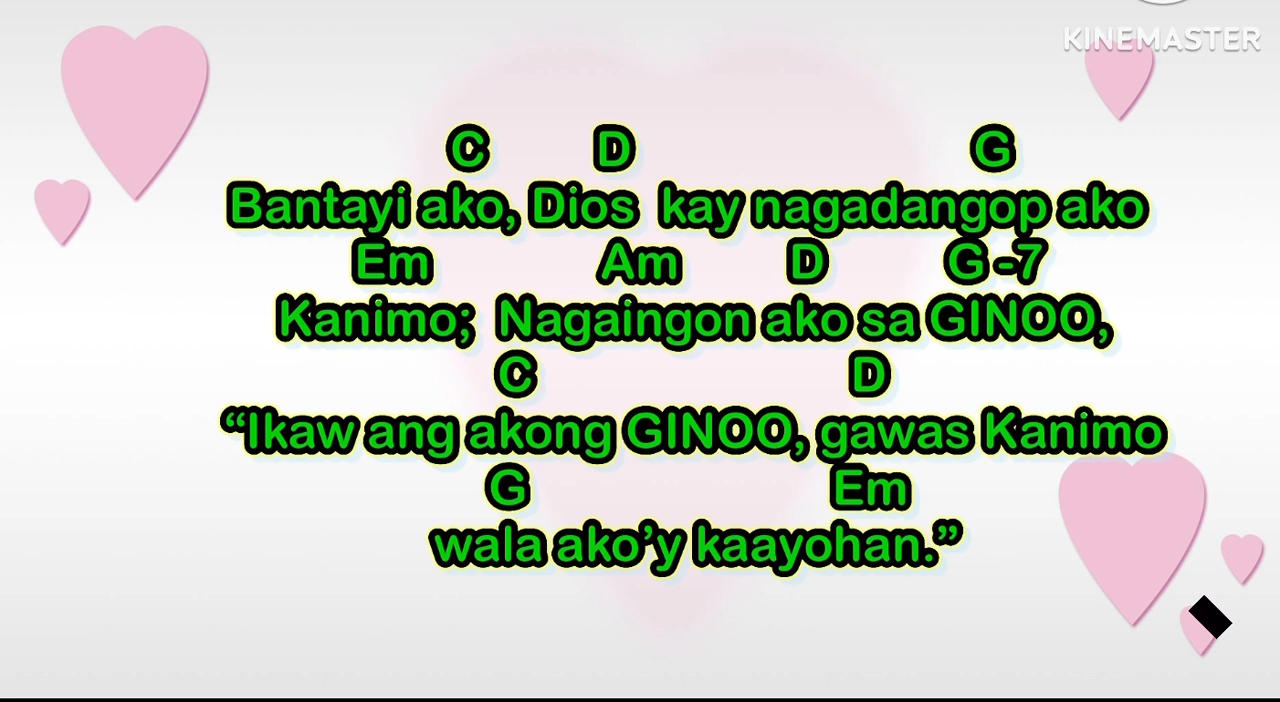 KINEMASTER
C D G
Bantayi ako, Dios kay nagadangop ako
Em Am D G -7
Kanimo; Nagaingon ako sa GINOO,
C D
“Ikaw ang akong GINOO, gawas Kanimo
G Em
wala ako’y kaayohan.”